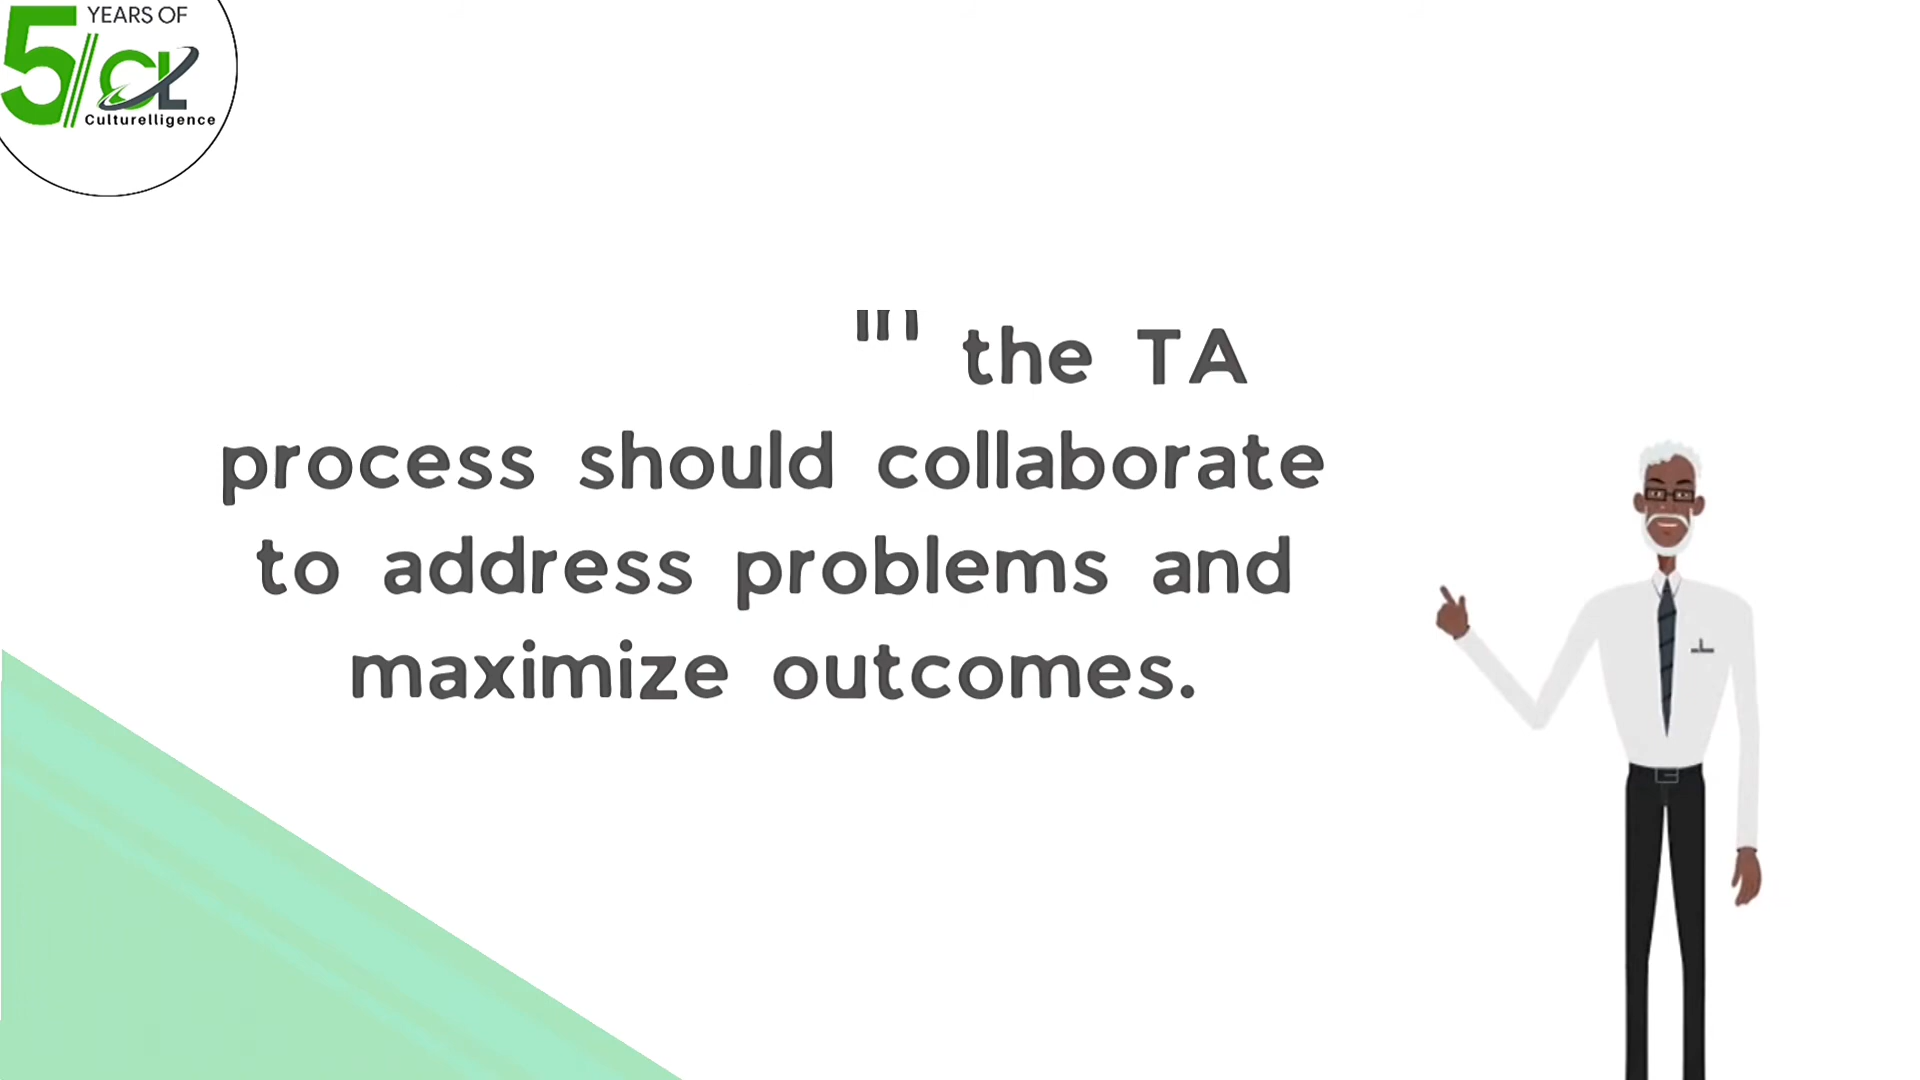 YEARS OF
5 CL
Culturelligence
the TA
process should collaborate
to address problems and
maximize outcomes.